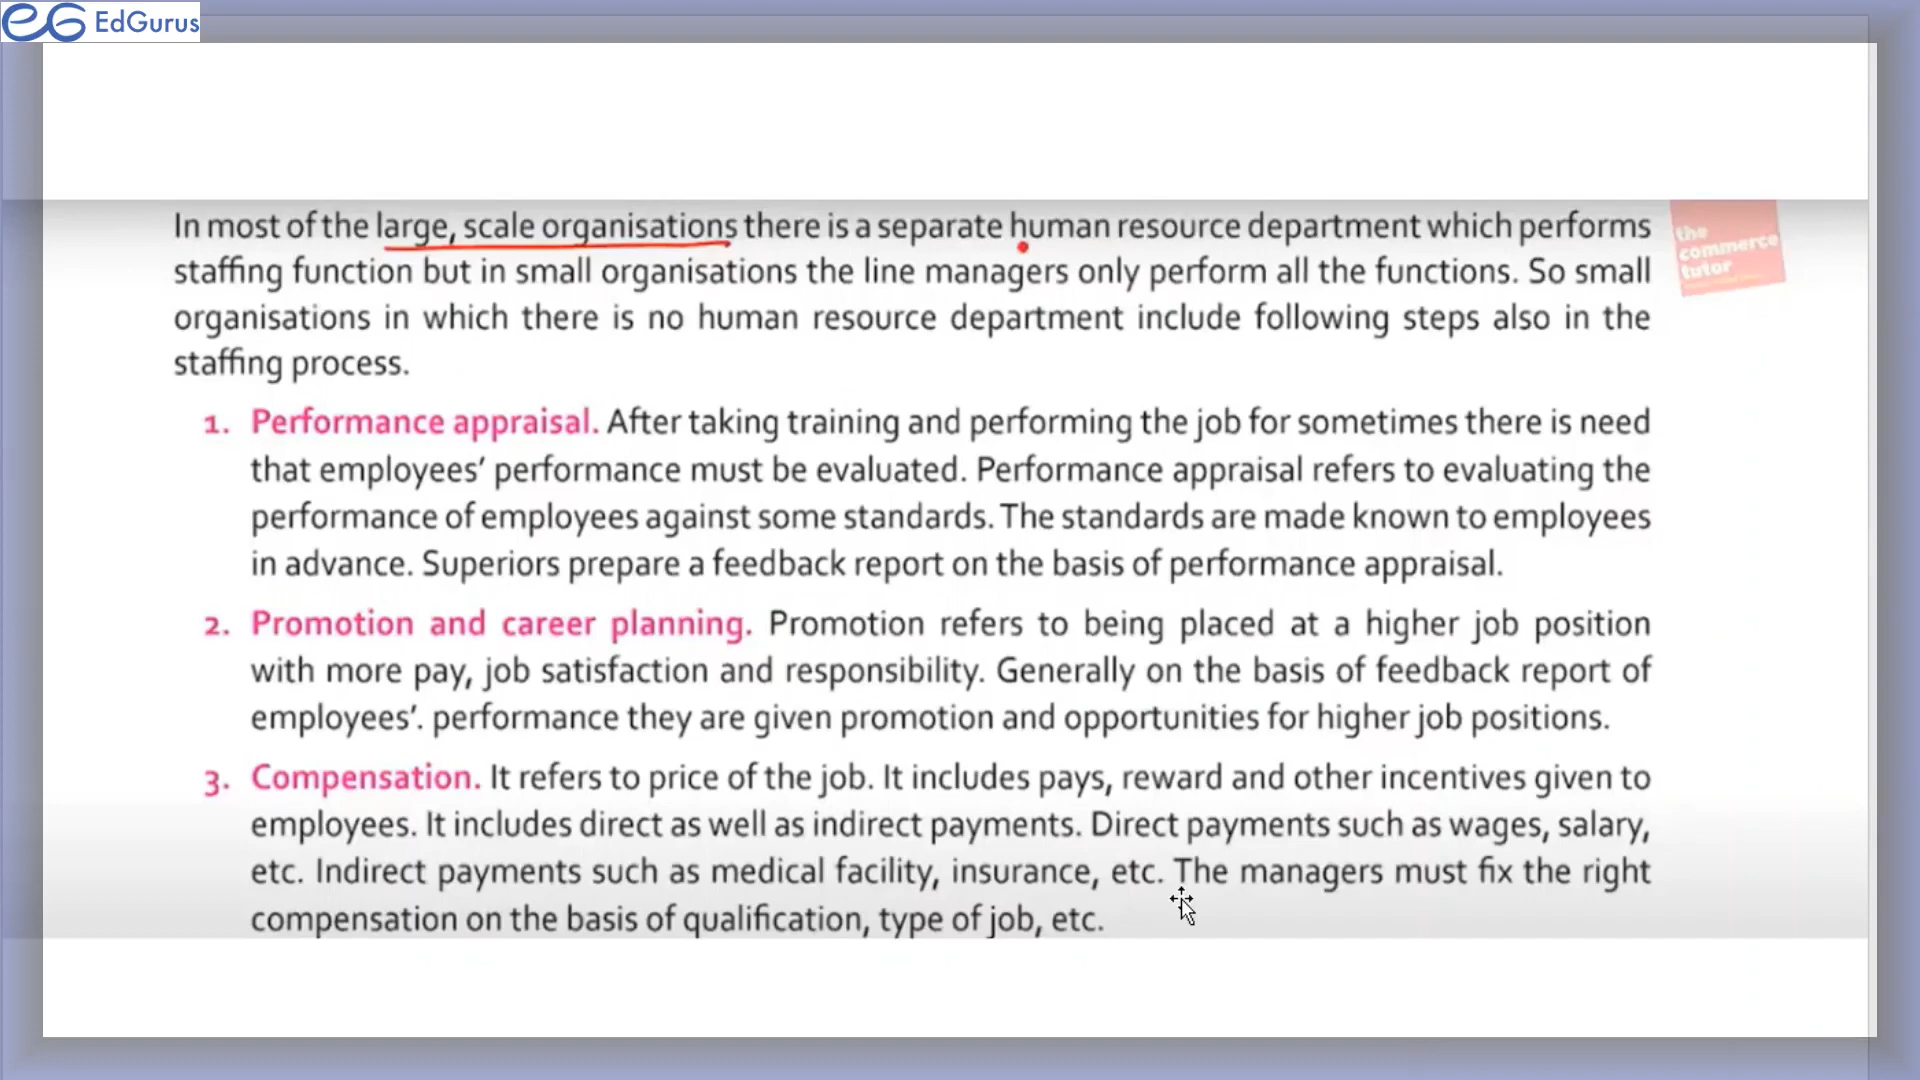 EdGurus
In most of the large, scale organisations there is a separate human resource department which performs
the
commerce
tutor
staffing function but in small organisations the line managers only perform all the functions. So small
organisations in which there is no human resource department include following steps also in the
staffing process.
1. Performance appraisal. After taking training and performing the job for sometimes there is need
that employees’ performance must be evaluated. Performance appraisal refers to evaluating the
performance of employees against some standards. The standards are made known to employees
in advance. Superiors prepare a feedback report on the basis of performance appraisal.
2. Promotion and career planning. Promotion refers to being placed at a higher job position
with more pay, job satisfaction and responsibility. Generally on the basis of feedback report of
employees’. performance they are given promotion and opportunities for higher job positions.
3. Compensation. It refers to price of the job. It includes pays, reward and other incentives given to
employees. It includes direct as well as indirect payments. Direct payments such as wages, salary,
etc. Indirect payments such as medical facility, insurance, etc. The managers must fix the right
compensation on the basis of qualification, type of job, etc.